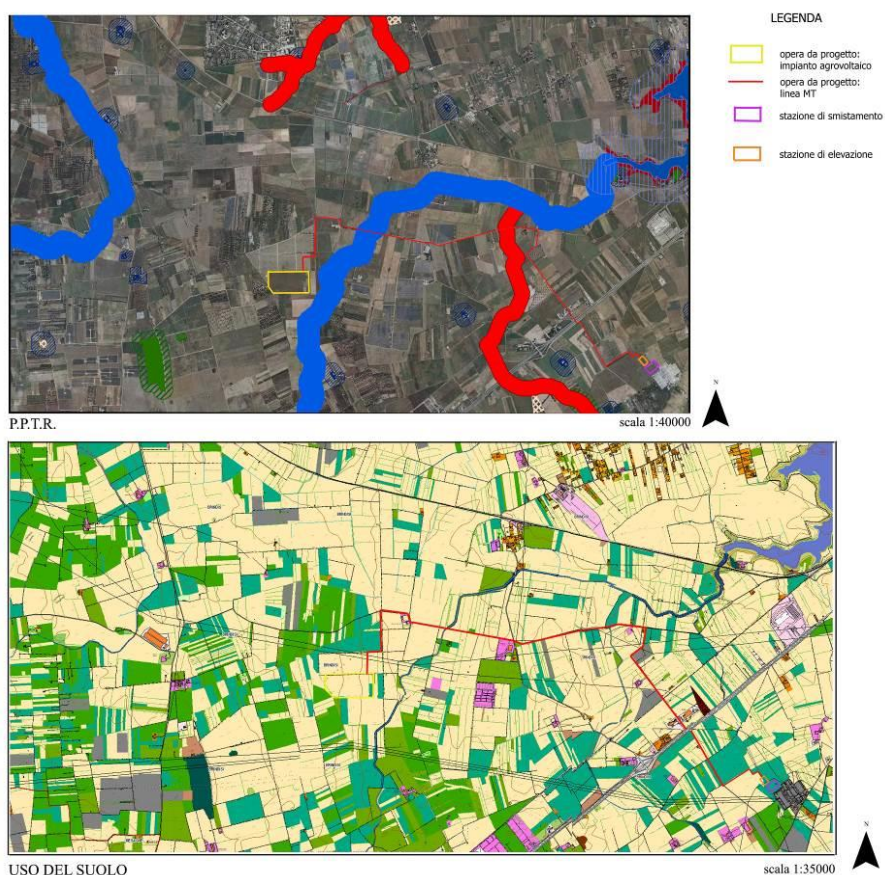 LEGENDA
opera da progetto:
impianto agrovoltaico
opera da progetto:
linea MT
stazione di smistamento
stazione di elevazione
N
P.P.T.R.
scala 1:40000
N
USO DEL SUOLO
scala 1:35000